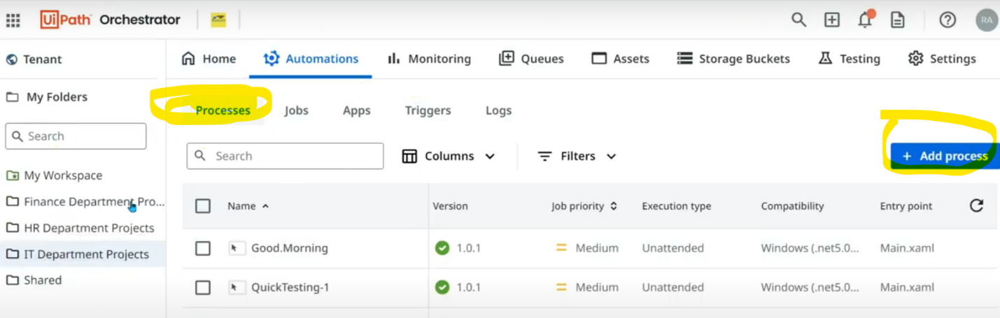 UiPath Orchestrator RA
Tenant
Home Automations Monitoring Queues Assets Storage Buckets Testing Settings
My Folders
Processes Jobs Apps Triggers Logs
Search
Search Columns Filters + Add process
My Workspace
Finance Department Pro...
HR Department Projects
IT Department Projects
Shared
Name Version Job priority Execution type Compatibility Entry point
Good.Morning 1.0.1 Medium Unattended Windows (.net5.0... Main.xaml
QuickTesting-1 1.0.1 Medium Unattended Windows (.net5.0... Main.xaml